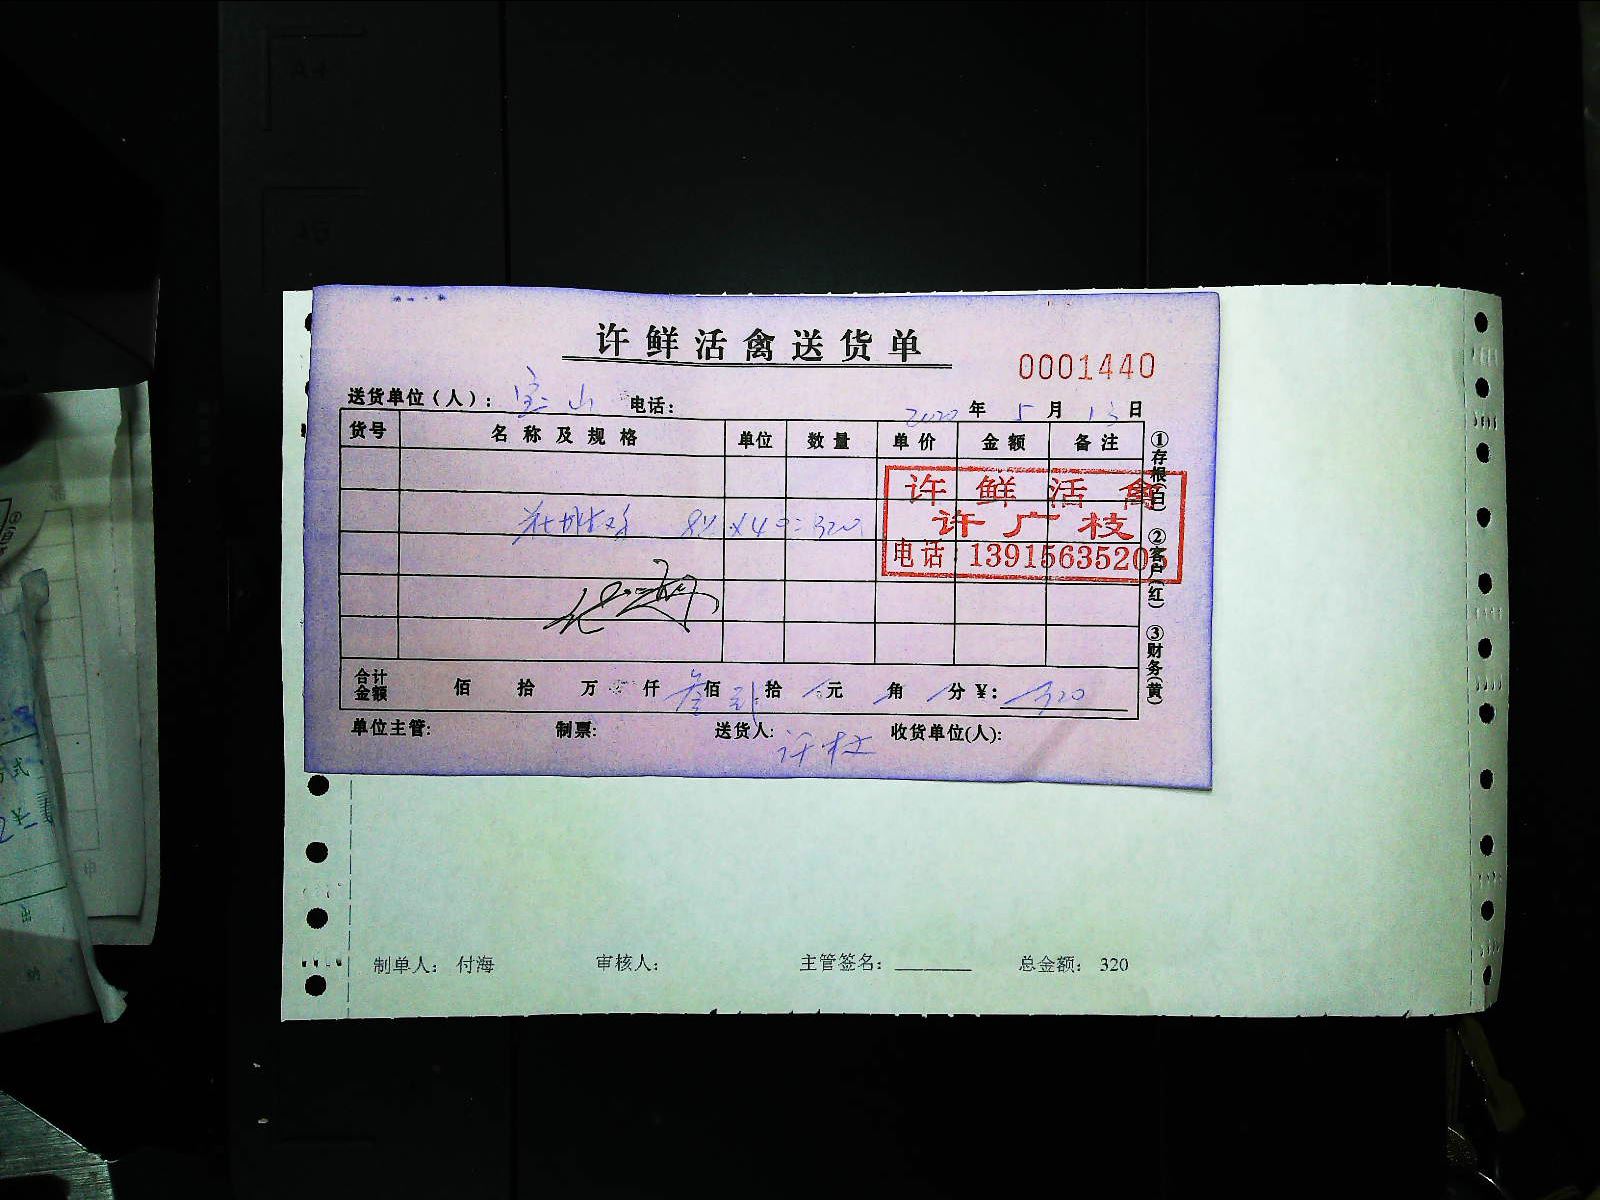 许鲜活禽送货单
0001440
送货单位(人): 宝山 电话:
2020 年 5 月 13 日
货号 名称及规格 单位 数量 单价 金额 备注
①存根(白) ②客户(红) ③财务(黄)
许鲜活禽
许广枝
电话:13915635205
8只×40=320
合计金额 佰 拾 万 仟 叁佰 贰拾 元 角 分 ¥: 320
单位主管: 制票: 送货人: 许枝 收货单位(人):
制单人: 付海 审核人: 主管签名: 总金额: 320